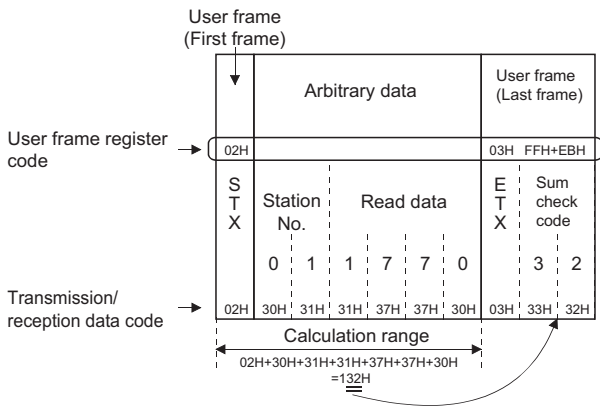 User frame
(First frame)
Arbitrary data
User frame
(Last frame)
User frame register
code
02H
03H FFH+EBH
S
T
X
Station
No.
Read data
E
T
X
Sum
check
code
0 1 1 7 7 0 3 2
Transmission/
reception data code
02H 30H 31H 31H 37H 37H 30H 03H 33H 32H
Calculation range
02H+30H+31H+31H+37H+37H+30H
=132H